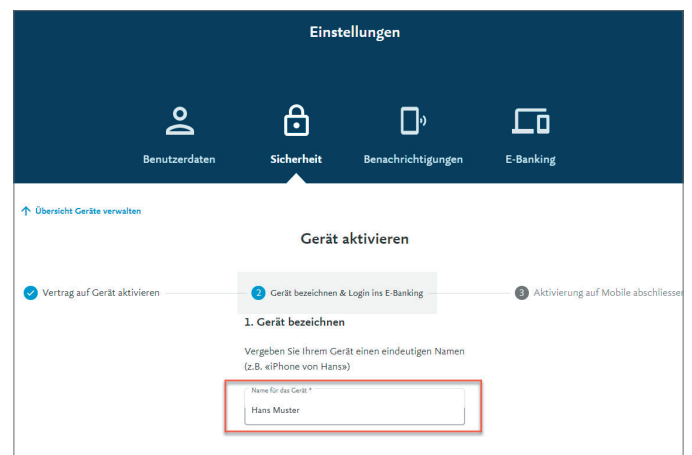 Einstellungen
Benutzerdaten
Sicherheit
Benachrichtigungen
E-Banking
Übersicht Geräte verwalten
Gerät aktivieren
Vertrag auf Gerät aktivieren
2 Gerät bezeichnen & Login ins E-Banking
3 Aktivierung auf Mobile abschliessen
1. Gerät bezeichnen
Vergeben Sie Ihrem Gerät einen eindeutigen Namen
(z.B. «iPhone von Hans»)
Name für das Gerät *
Hans Muster